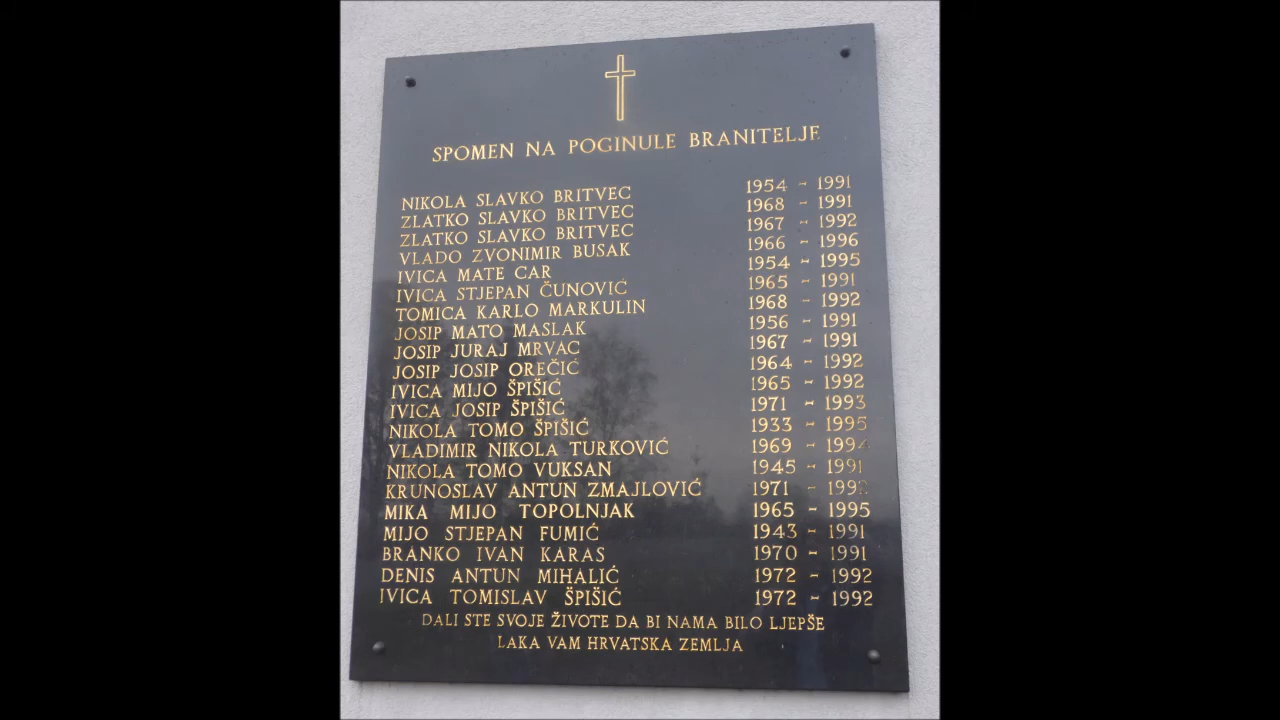 SPOMEN NA POGINULE BRANITELJE
NIKOLA SLAVKO BRITVEC 1954 - 1991
ZLATKO SLAVKO BRITVEC 1968 - 1991
ZLATKO SLAVKO BRITVEC 1967 - 1992
VLADO ZVONIMIR BUSAK 1966 - 1996
IVICA MATE CAR 1954 - 1995
IVICA STJEPAN ČUNOVIĆ 1965 - 1991
TOMICA KARLO MARKULIN 1968 - 1992
JOSIP MATO MASLAK 1956 - 1991
JOSIP JURAJ MRVAC 1967 - 1991
JOSIP JOSIP OREČIĆ 1964 - 1992
IVICA MIJO ŠPIŠIĆ 1965 - 1992
IVICA JOSIP ŠPIŠIĆ 1971 - 1993
NIKOLA TOMO ŠPIŠIĆ 1933 - 1995
VLADIMIR NIKOLA TURKOVIĆ 1969 - 1994
NIKOLA TOMO VUKSAN 1945 - 1991
KRUNOSLAV ANTUN ZMAJLOVIĆ 1971 - 1992
MIKA MIJO TOPOLNJAK 1965 - 1995
MIJO STJEPAN FUMIĆ 1943 - 1991
BRANKO IVAN KARAS 1970 - 1991
DENIS ANTUN MIHALIĆ 1972 - 1992
IVICA TOMISLAV ŠPIŠIĆ 1972 - 1992
DALI STE SVOJE ŽIVOTE DA BI NAMA BILO LJEPŠE
LAKA VAM HRVATSKA ZEMLJA